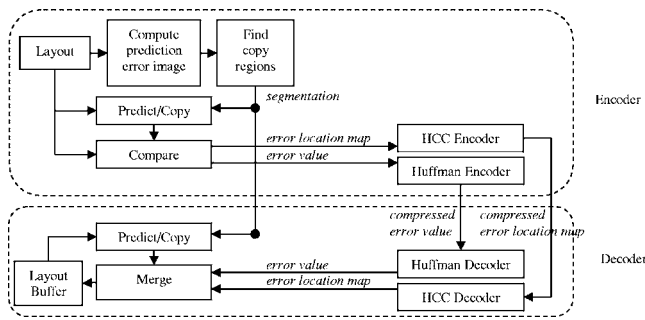 Layout
Compute
prediction
error image
Find
copy
regions
segmentation
Predict/Copy
Compare
error location map
error value
HCC Encoder
Huffman Encoder
Encoder
compressed
error value
compressed
error location map
Predict/Copy
Layout
Buffer
Merge
error value
error location map
Huffman Decoder
HCC Decoder
Decoder